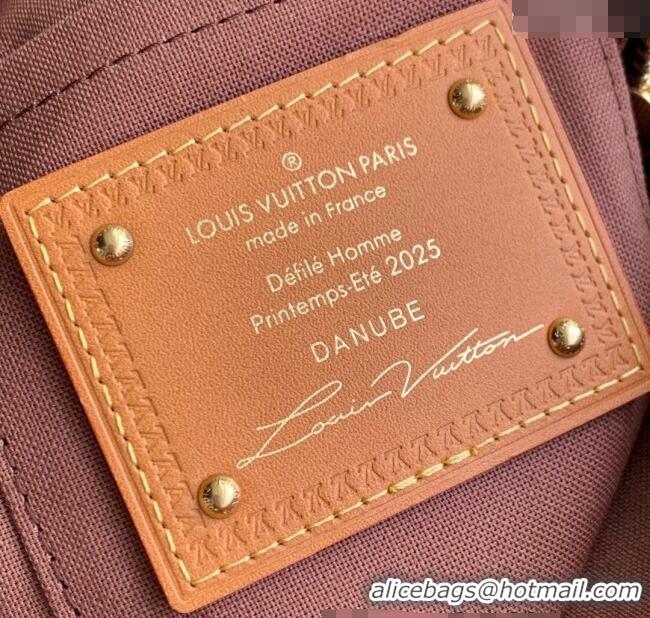 ®
LOUIS VUITTON PARIS
made in France
Défilé Homme
Printemps-Eté 2025
DANUBE
Louis Vuitton
alicebags@hotmail.com